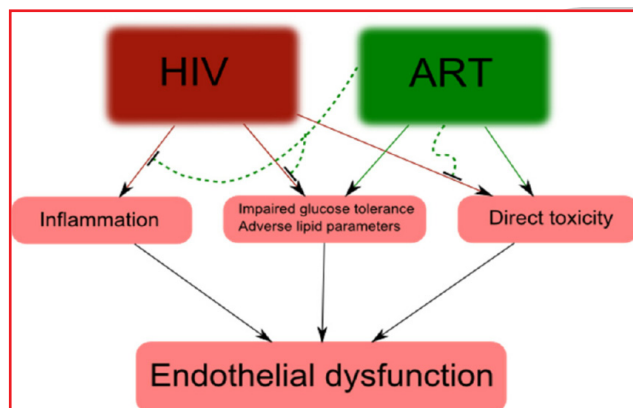 HIV
ART
Inflammation
Impaired glucose tolerance
Adverse lipid parameters
Direct toxicity
Endothelial dysfunction